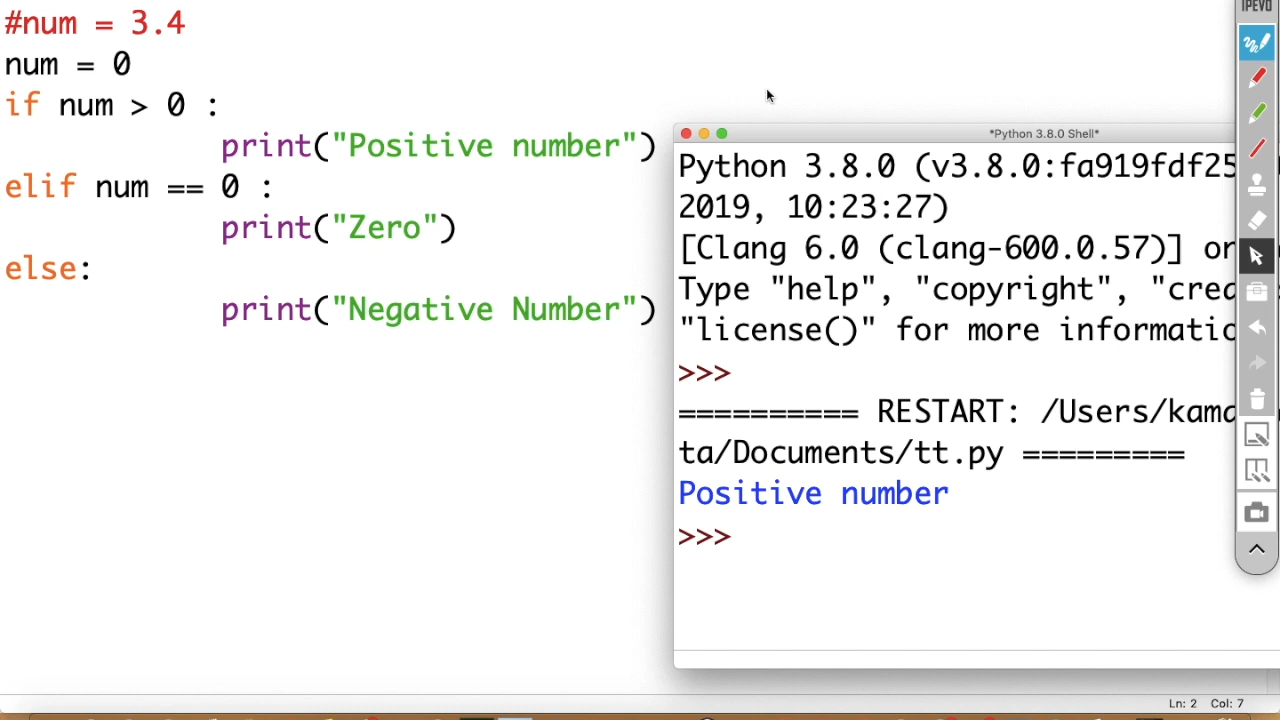 #num = 3.4
num = 0
if num > 0 :
print("Positive number")
elif num == 0 :
print("Zero")
else:
print("Negative Number")
IPEVO
*Python 3.8.0 Shell*
Python 3.8.0 (v3.8.0:fa919fdf25
2019, 10:23:27)
[Clang 6.0 (clang-600.0.57)] on
Type "help", "copyright", "cred
"license()" for more informatio
>>>
========== RESTART: /Users/kama
ta/Documents/tt.py =========
Positive number
>>>
Ln: 2 Col: 7